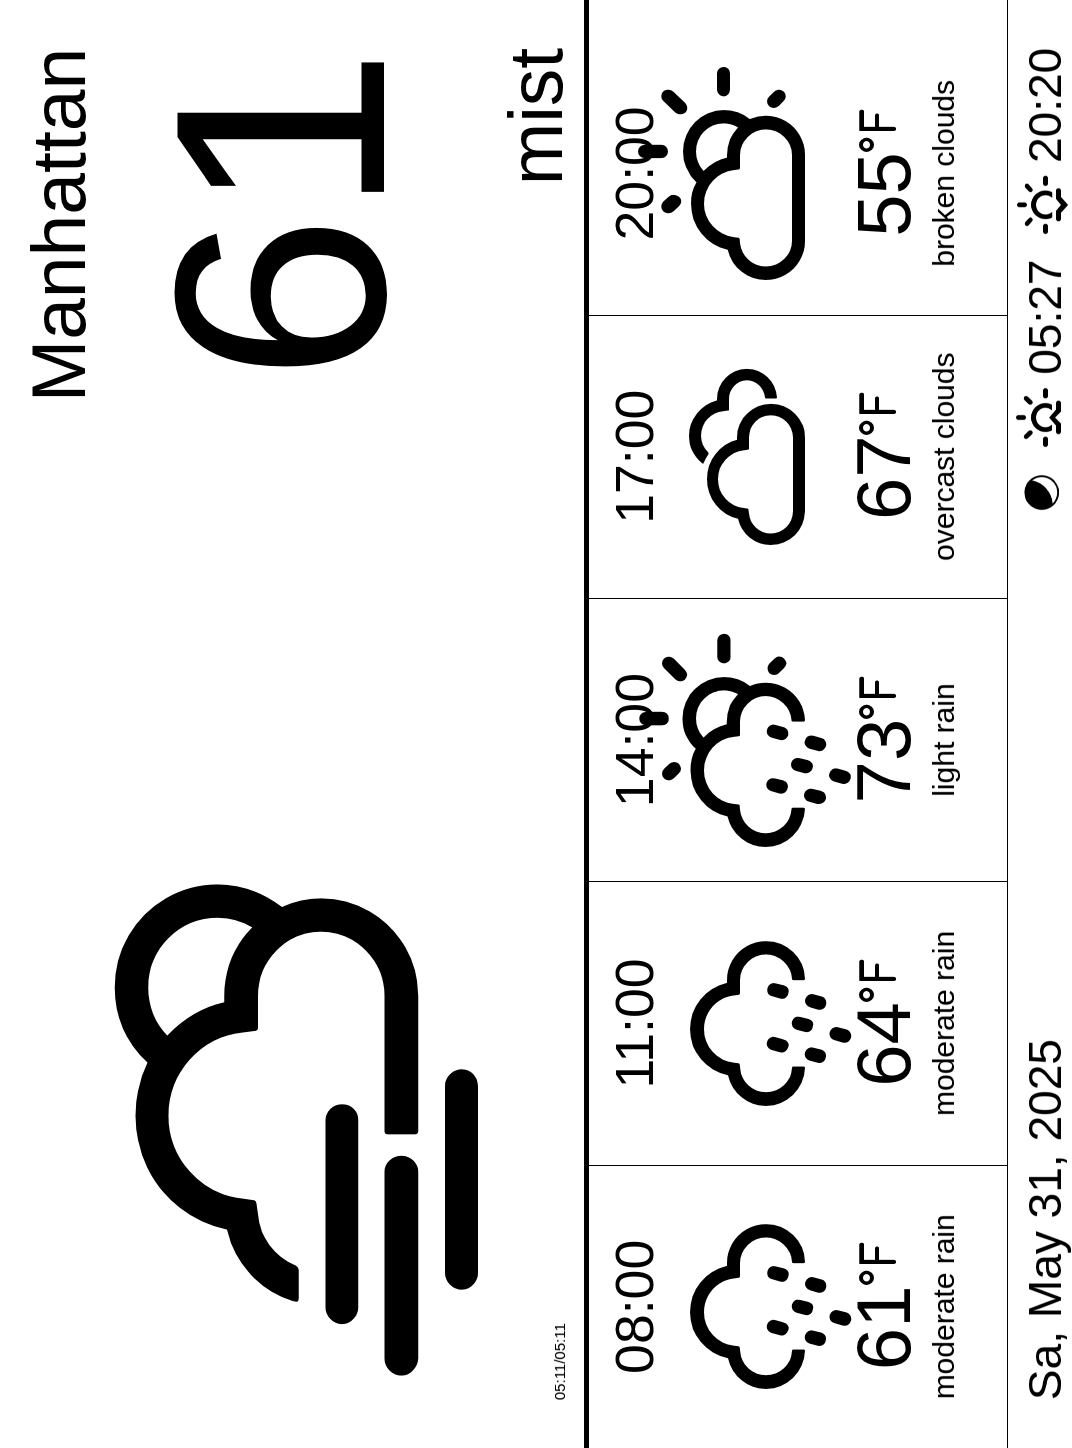 Manhattan
61
mist
05:11/05:11
08:00 11:00 14:00 17:00 20:00
61°F 64°F 73°F 67°F 55°F
moderate rain moderate rain light rain overcast clouds broken clouds
Sa, May 31, 2025 05:27 20:20